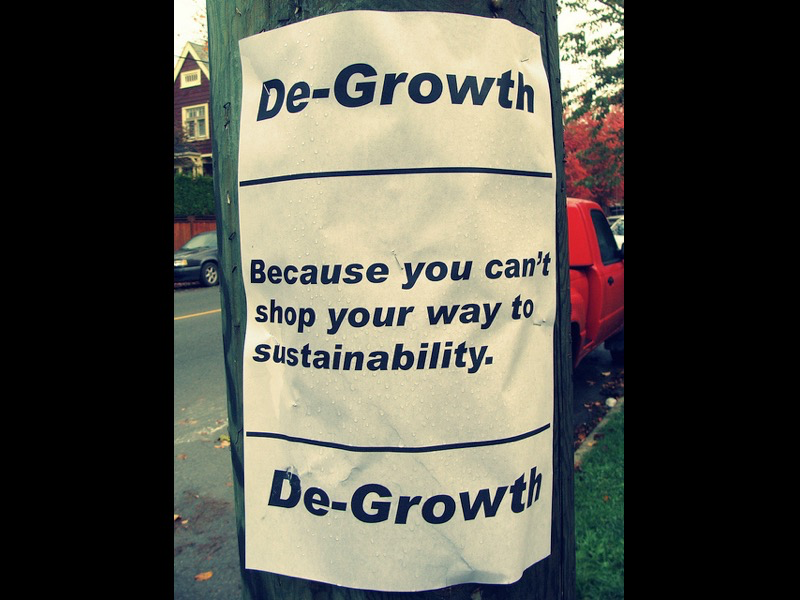 De-Growth
Because you can't
shop your way to
sustainability.
De-Growth